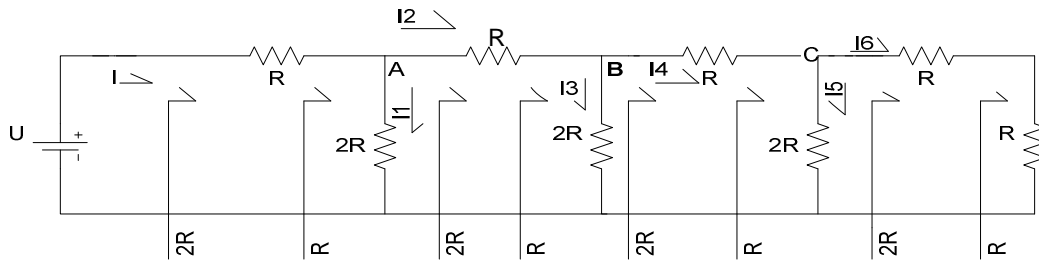 I2
I R A R B I4 R C I6 R
I1 I3 I5
U + - 2R 2R 2R R
2R R 2R R 2R R 2R R